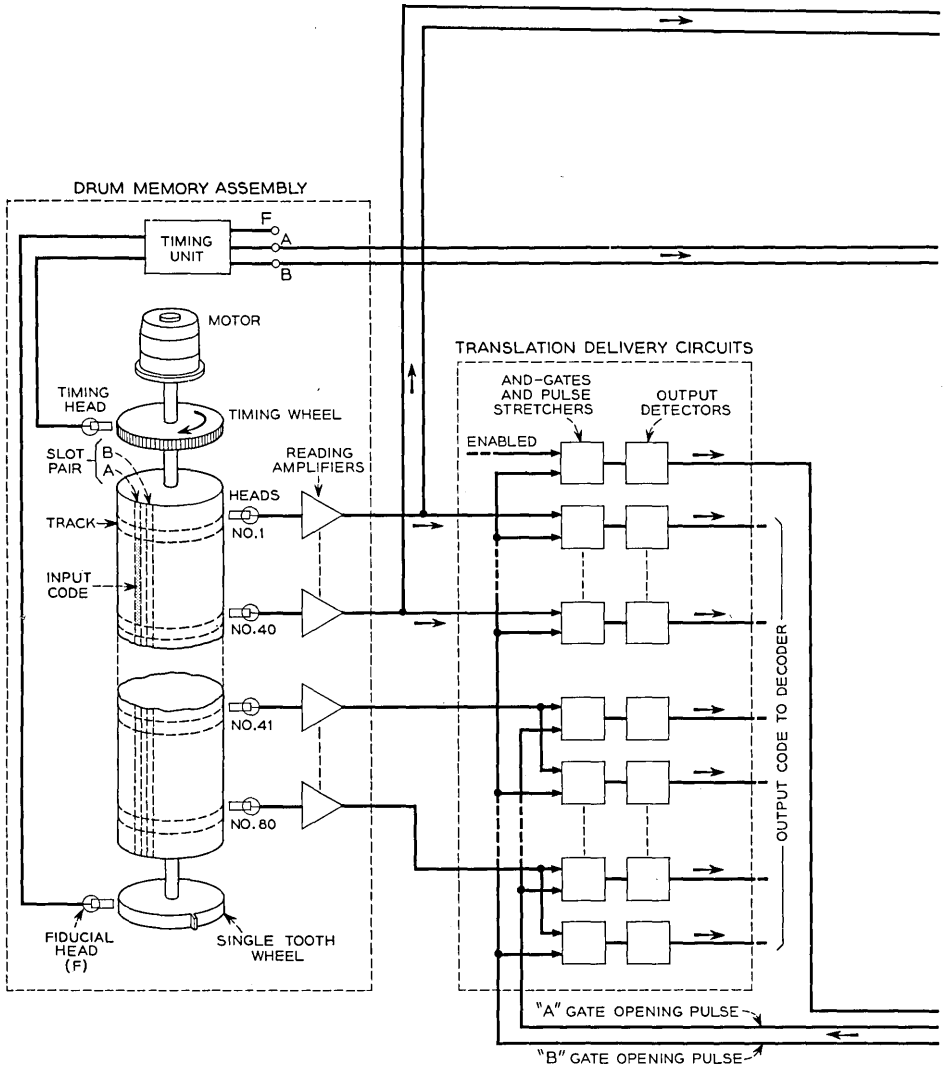 DRUM MEMORY ASSEMBLY
F
A
B
TIMING
UNIT
MOTOR
TIMING
HEAD
TIMING WHEEL
SLOT
PAIR
B
A
READING
AMPLIFIERS
HEADS
TRACK
NO.1
INPUT
CODE
NO.40
NO.41
NO.80
FIDUCIAL
HEAD
(F)
SINGLE TOOTH
WHEEL
TRANSLATION DELIVERY CIRCUITS
AND-GATES
AND PULSE
STRETCHERS
OUTPUT
DETECTORS
ENABLED
OUTPUT CODE TO DECODER
"A" GATE OPENING PULSE
"B" GATE OPENING PULSE